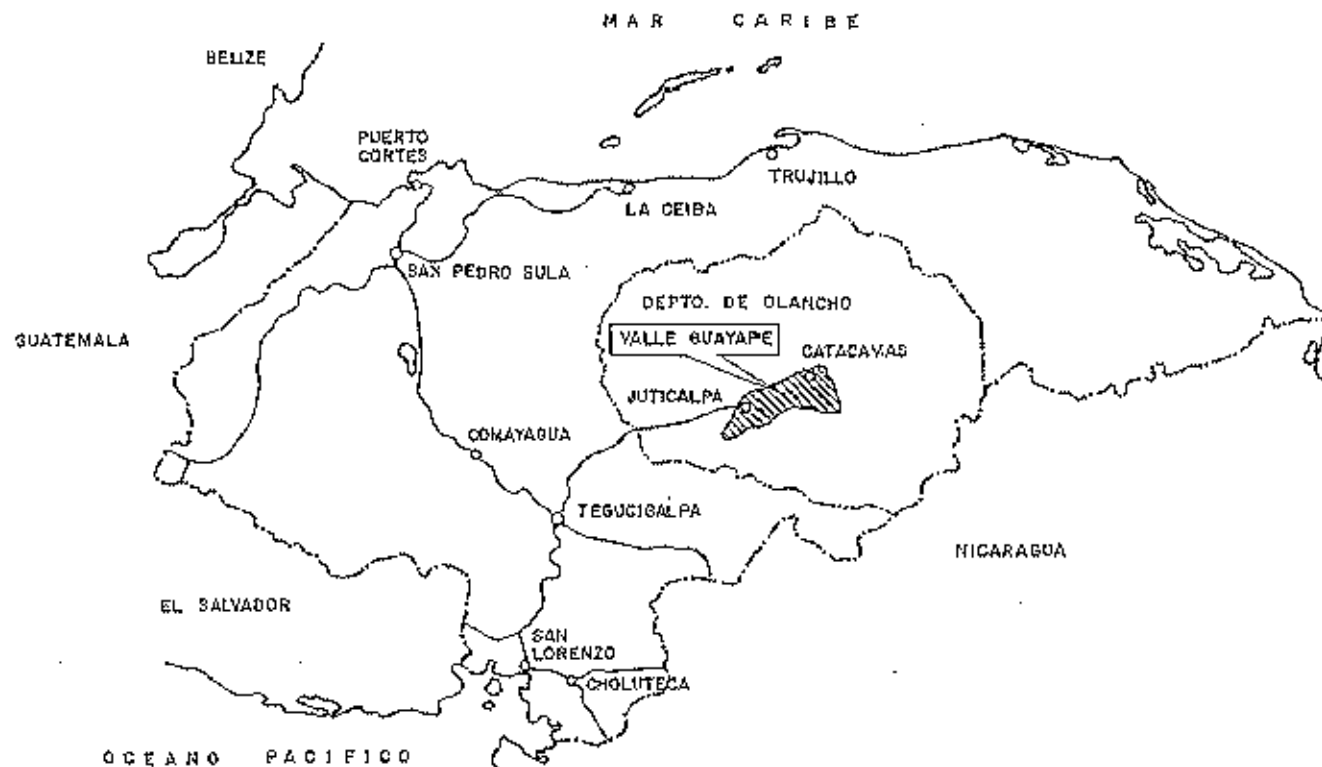 MAR CARIBE
BELIZE
PUERTO
CORTES
TRUJILLO
LA CEIBA
SAN PEDRO SULA
DEPTO. DE OLANCHO
GUATEMALA
VALLE GUAYAPE
CATACAMAS
JUTICALPA
COMAYAGUA
TEGUCIGALPA
NICARAGUA
EL SALVADOR
SAN
LORENZO
CHOLUTECA
OCEANO PACIFICO